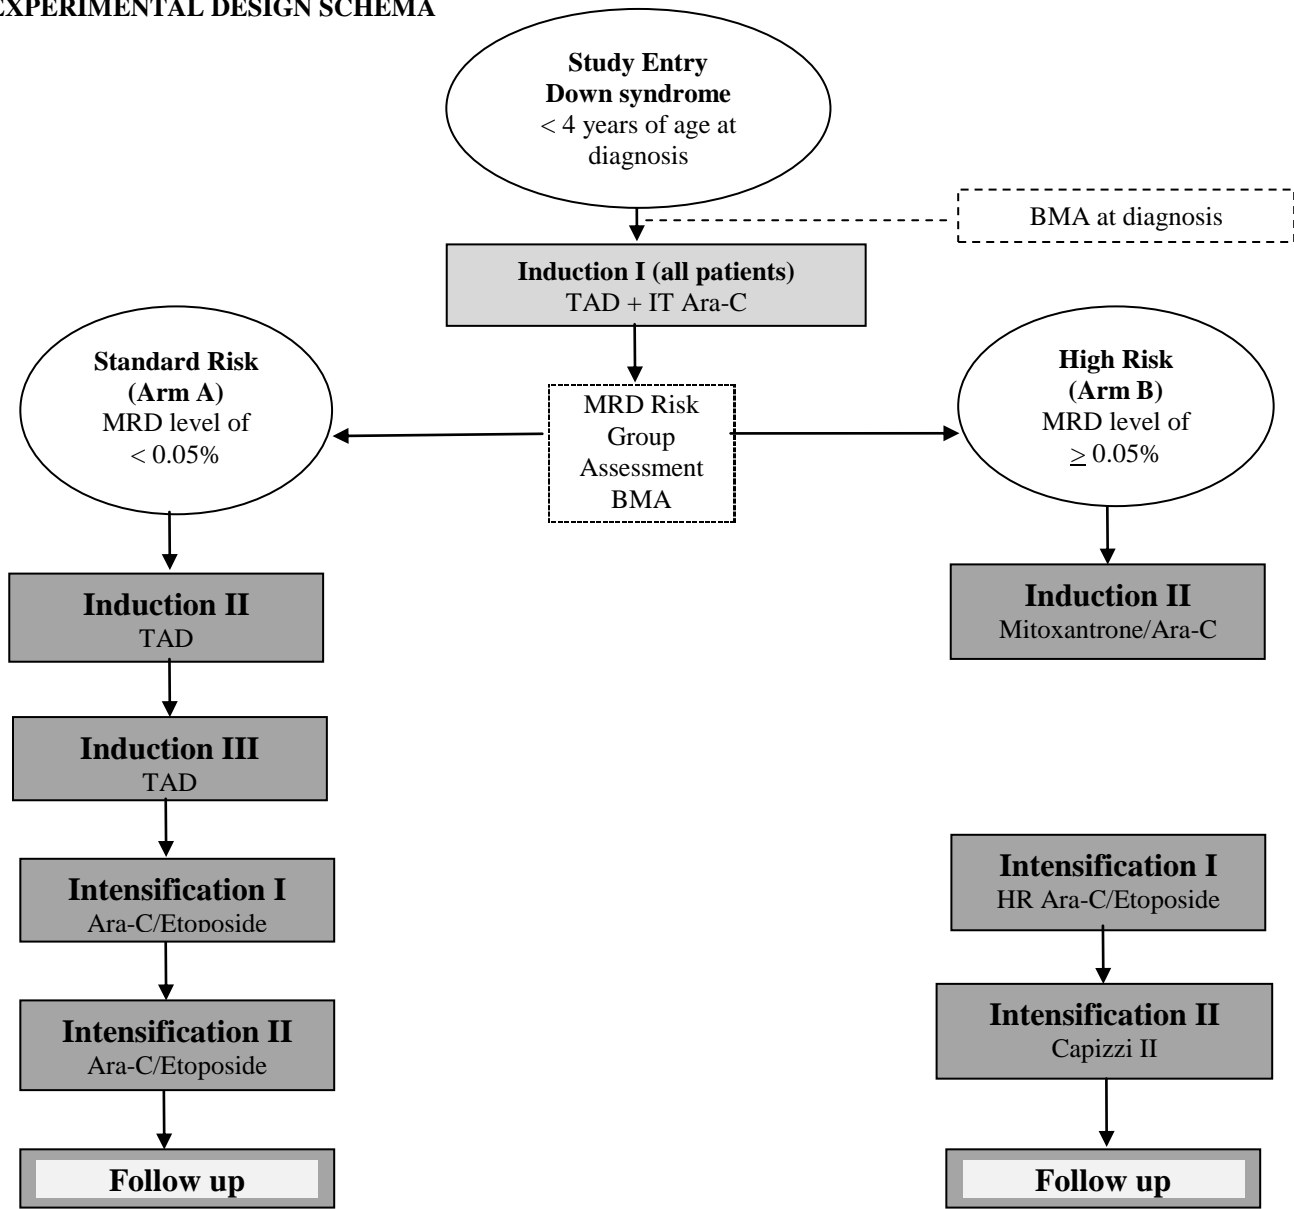 EXPERIMENTAL DESIGN SCHEMA
Study Entry
Down syndrome
< 4 years of age at
diagnosis
BMA at diagnosis
Induction I (all patients)
TAD + IT Ara-C
Standard Risk
(Arm A)
MRD level of
< 0.05%
MRD Risk
Group
Assessment
BMA
High Risk
(Arm B)
MRD level of
≥ 0.05%
Induction II
TAD
Induction III
TAD
Intensification I
Ara-C/Etoposide
Intensification II
Ara-C/Etoposide
Follow up
Induction II
Mitoxantrone/Ara-C
Intensification I
HR Ara-C/Etoposide
Intensification II
Capizzi II
Follow up